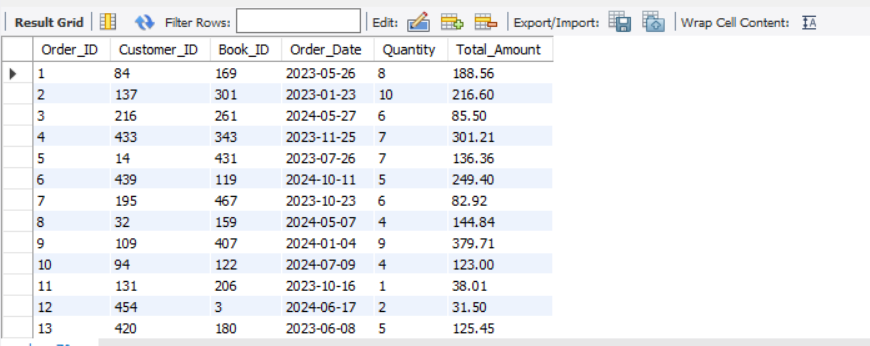 Result Grid Filter Rows: Edit: Export/Import: Wrap Cell Content:
Order_ID Customer_ID Book_ID Order_Date Quantity Total_Amount
1 84 169 2023-05-26 8 188.56
2 137 301 2023-01-23 10 216.60
3 216 261 2024-05-27 6 85.50
4 433 343 2023-11-25 7 301.21
5 14 431 2023-07-26 7 136.36
6 439 119 2024-10-11 5 249.40
7 195 467 2023-10-23 6 82.92
8 32 159 2024-05-07 4 144.84
9 109 407 2024-01-04 9 379.71
10 94 122 2024-07-09 4 123.00
11 131 206 2023-10-16 1 38.01
12 454 3 2024-06-17 2 31.50
13 420 180 2023-06-08 5 125.45